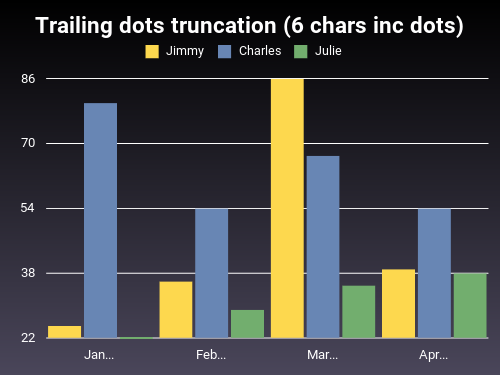 Trailing dots truncation (6 chars inc dots)
Jimmy Charles Julie
86
70
54
38
22
Jan... Feb... Mar... Apr...